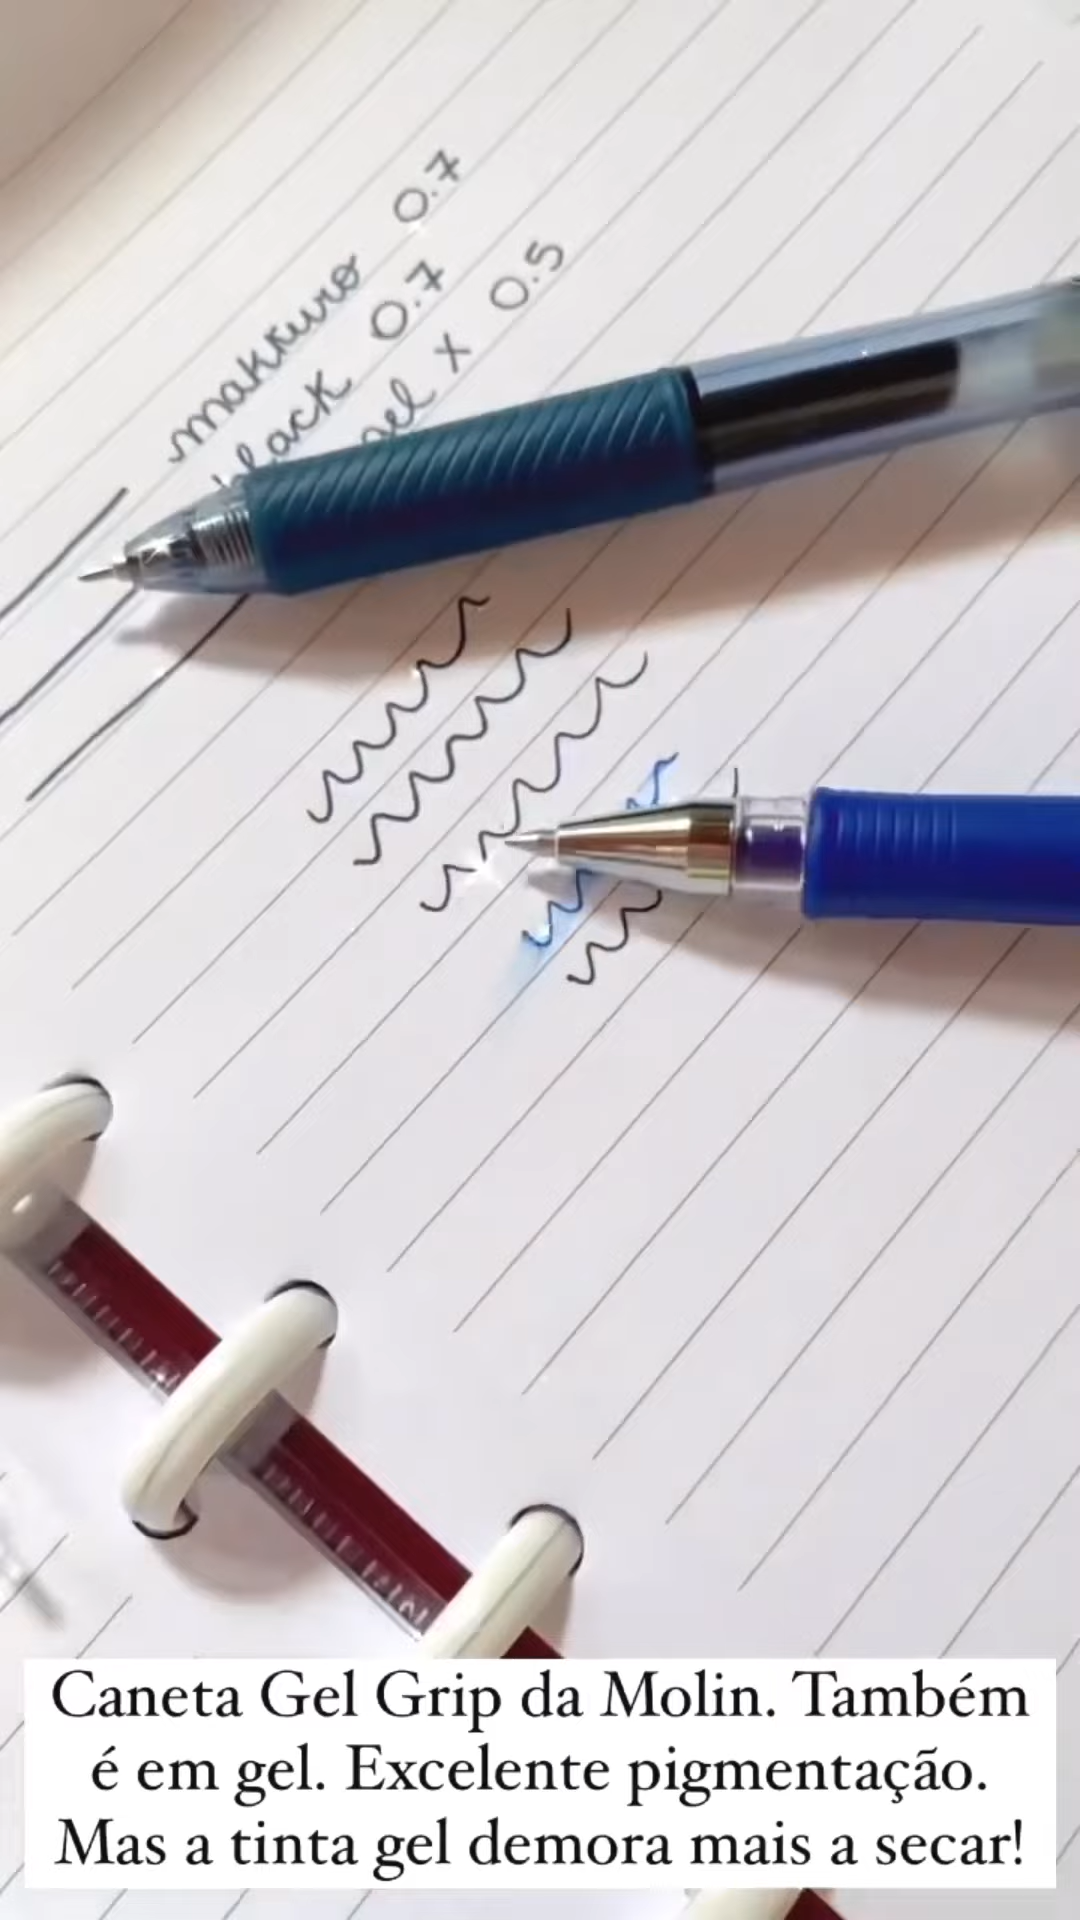 makkuro 0.7
black 0.7
gel x 0.5
Caneta Gel Grip da Molin. Também
é em gel. Excelente pigmentação.
Mas a tinta gel demora mais a secar!